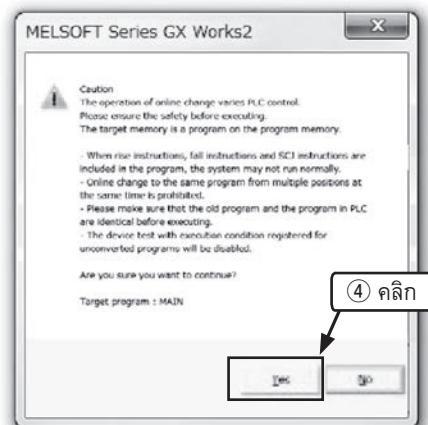 MELSOFT Series GX Works2
X
Caution
The operation of online change varies PLC control.
Please ensure the safety before executing.
The target memory is a program on the program memory.
- When rise instructions, fall instructions and SCJ instructions are
included in the program, the system may not run normally.
- Online change to the same program from multiple positions at
the same time is prohibited.
- Please make sure that the old program and the program in PLC
are identical before executing.
- The device test with execution condition registered for
unconverted programs will be disabled.
Are you sure you want to continue?
Target program : MAIN
④ คลิก
Yes
No